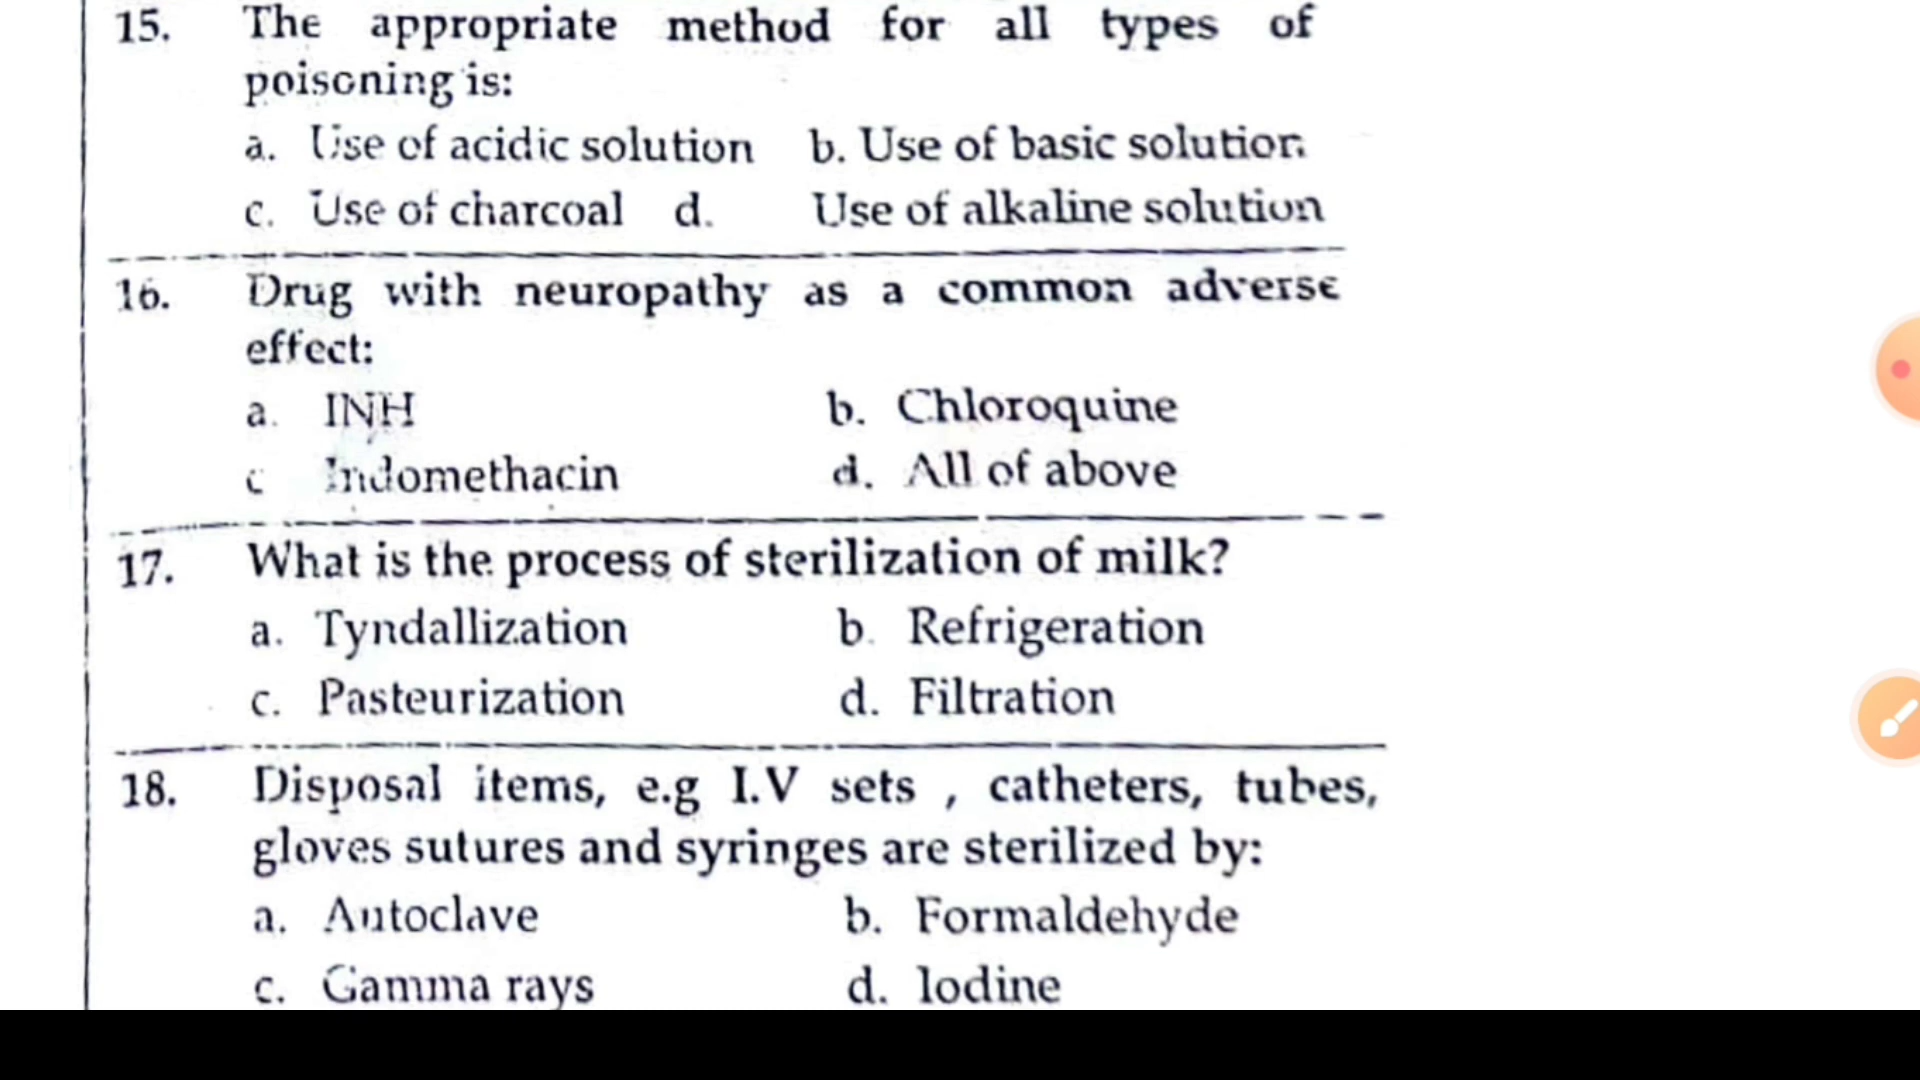 15. The appropriate method for all types of
poisoning is:
a. Use of acidic solution b. Use of basic solution
c. Use of charcoal d. Use of alkaline solution
16. Drug with neuropathy as a common adverse
effect:
a. INH b. Chloroquine
c Indomethacin d. All of above
17. What is the process of sterilization of milk?
a. Tyndallization b. Refrigeration
c. Pasteurization d. Filtration
18. Disposal items, e.g I.V sets , catheters, tubes,
gloves sutures and syringes are sterilized by:
a. Autoclave b. Formaldehyde
c. Gamma rays d. Iodine